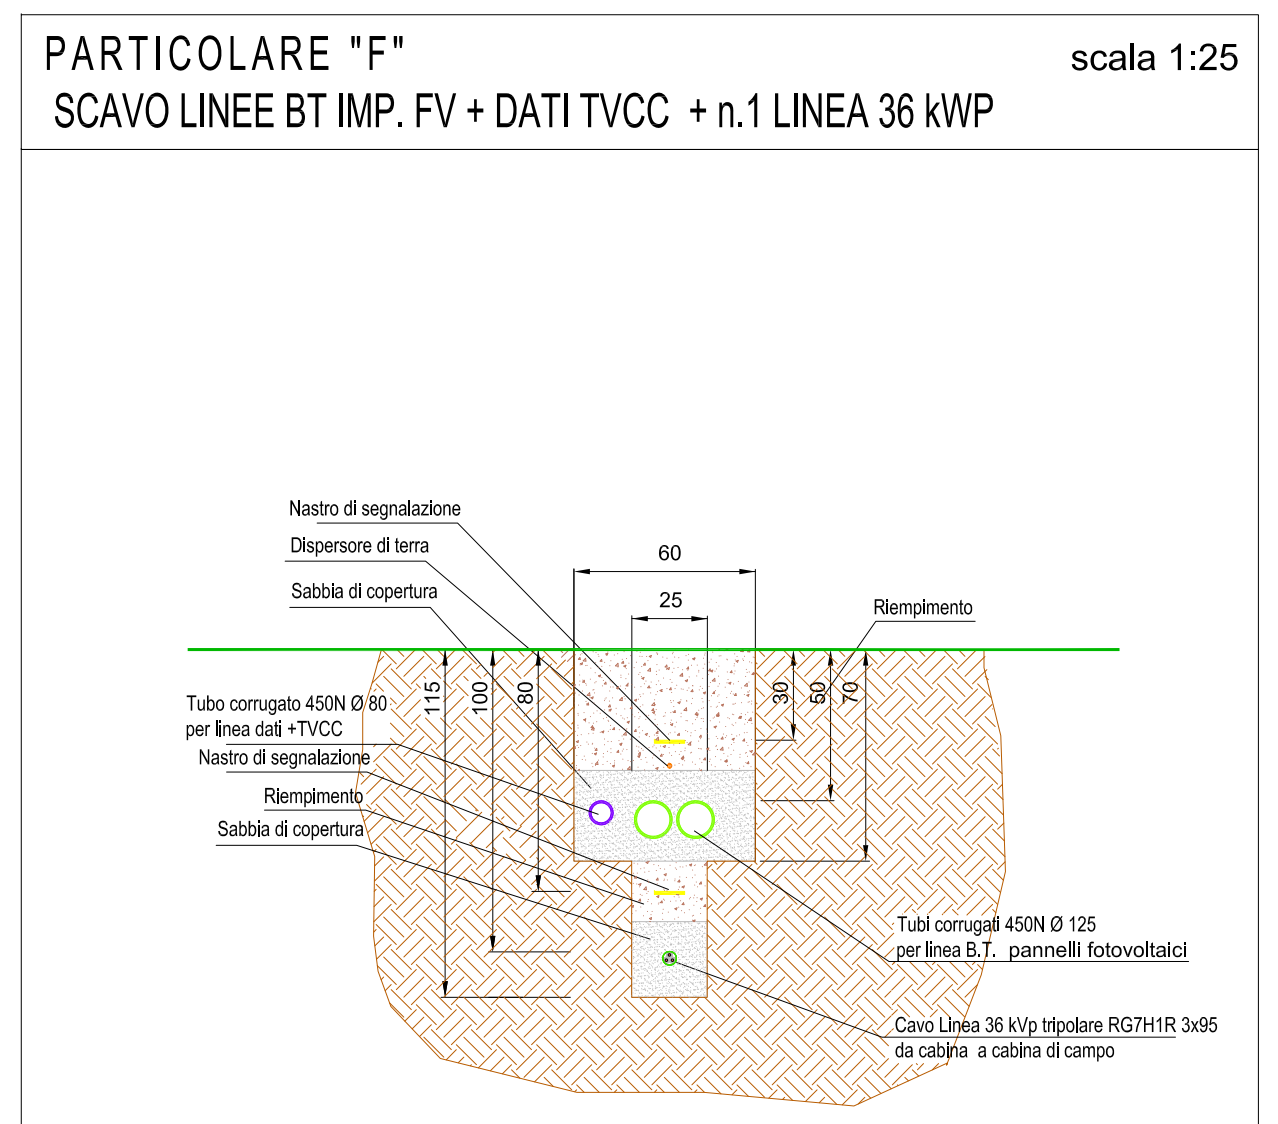 PARTICOLARE "F"
scala 1:25
SCAVO LINEE BT IMP. FV + DATI TVCC + n.1 LINEA 36 kWP
Nastro di segnalazione
Dispersore di terra
Sabbia di copertura
60
25
Riempimento
115
100
80
30
50
70
Tubo corrugato 450N Ø 80
per linea dati +TVCC
Nastro di segnalazione
Riempimento
Sabbia di copertura
Tubi corrugati 450N Ø 125
per linea B.T. pannelli fotovoltaici
Cavo Linea 36 kVp tripolare RG7H1R 3x95
da cabina a cabina di campo